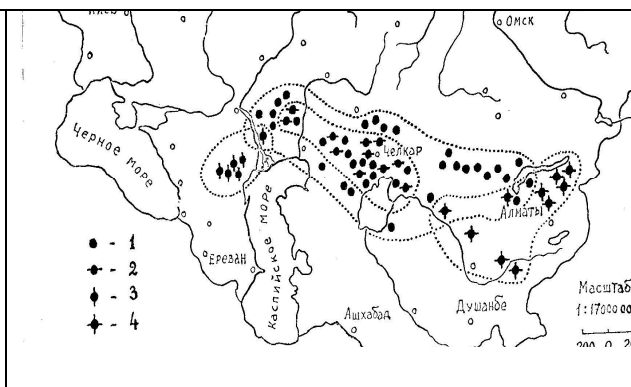 Омск
Черное море
Челкар
Алматы
Каспийское море
Ереван
Ашхабад
Душанбе
1
2
3
4
Масштаб
1:17000 00
200 0 20